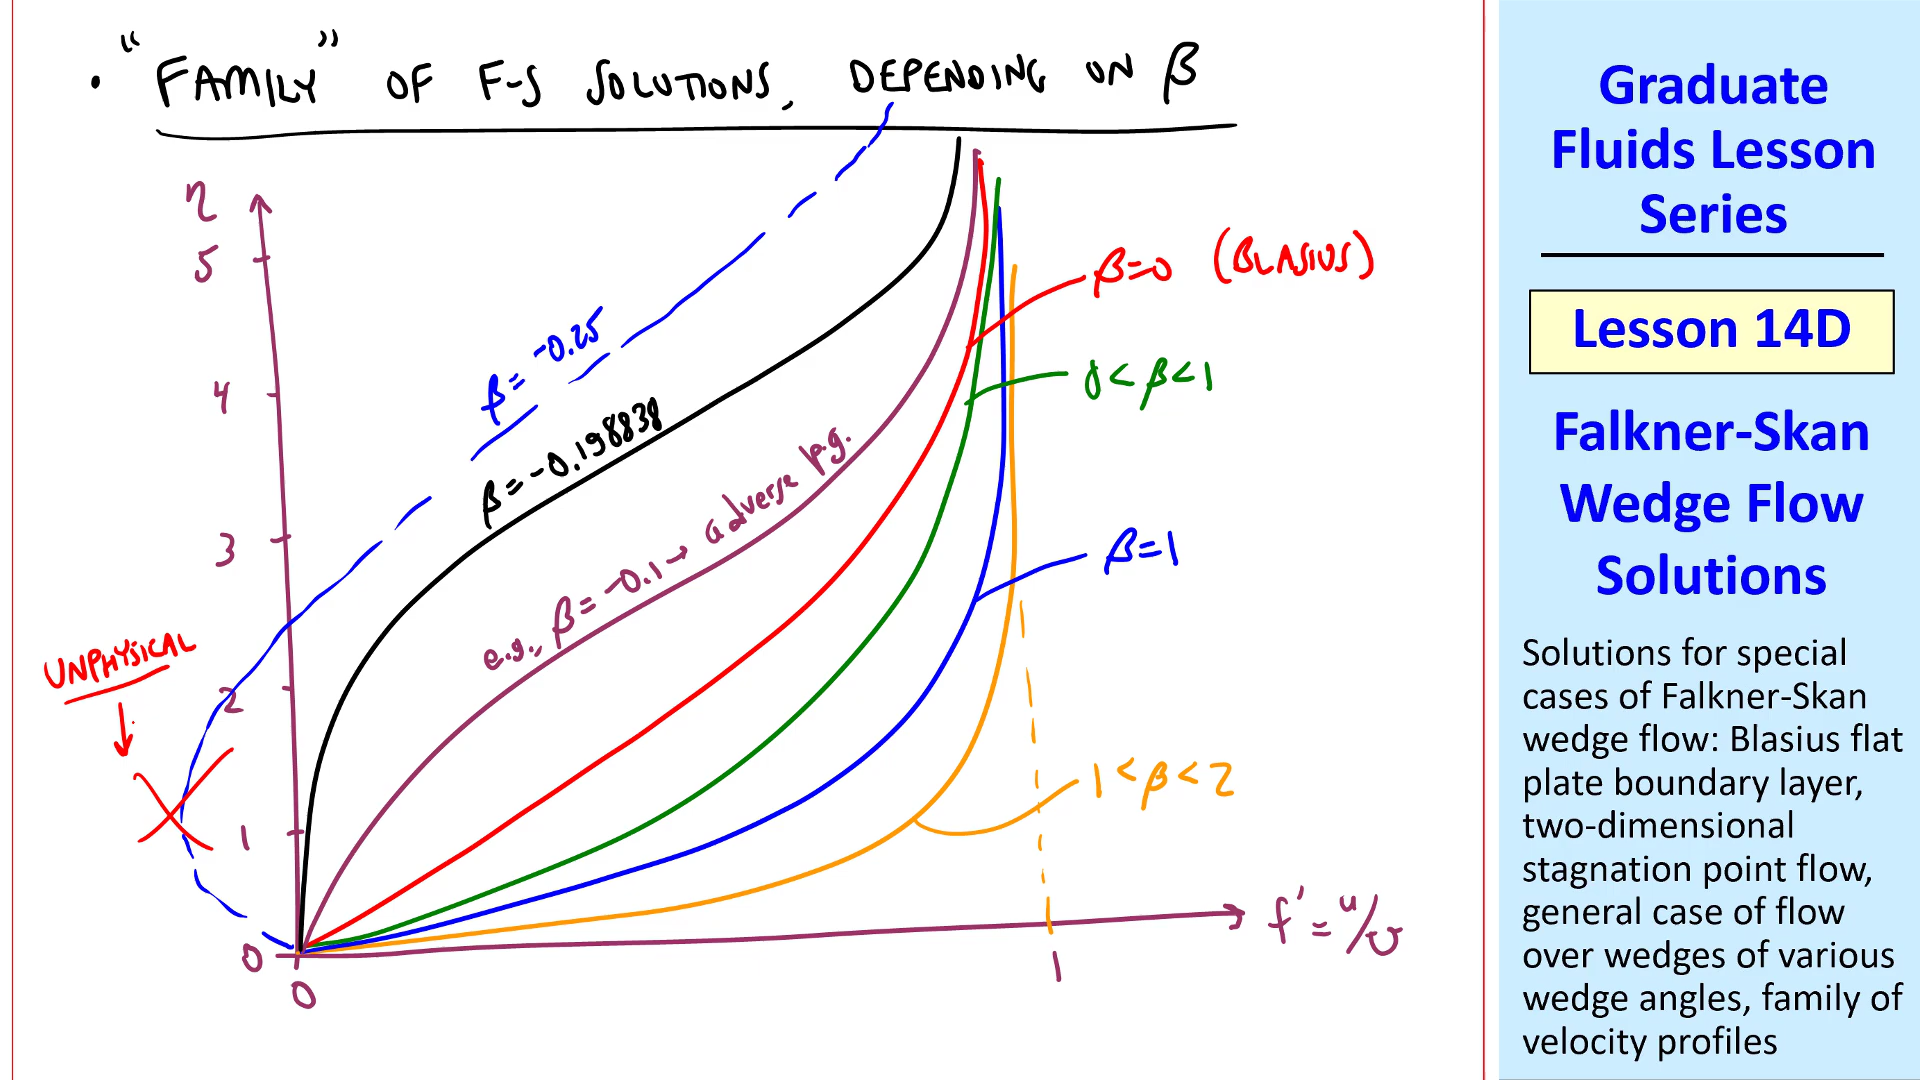 • "FAMILY" OF F-S SOLUTIONS, DEPENDING ON β
η
5
4
3
2
1
0
0
1
f' = u/U
β = -0.25
β = -0.198838
e.g., β = -0.1 → adverse p.g.
β=0 (BLASIUS)
0 < β < 1
β=1
1 < β < 2
UNPHYSICAL
Graduate
Fluids Lesson
Series
Lesson 14D
Falkner-Skan
Wedge Flow
Solutions
Solutions for special
cases of Falkner-Skan
wedge flow: Blasius flat
plate boundary layer,
two-dimensional
stagnation point flow,
general case of flow
over wedges of various
wedge angles, family of
velocity profiles